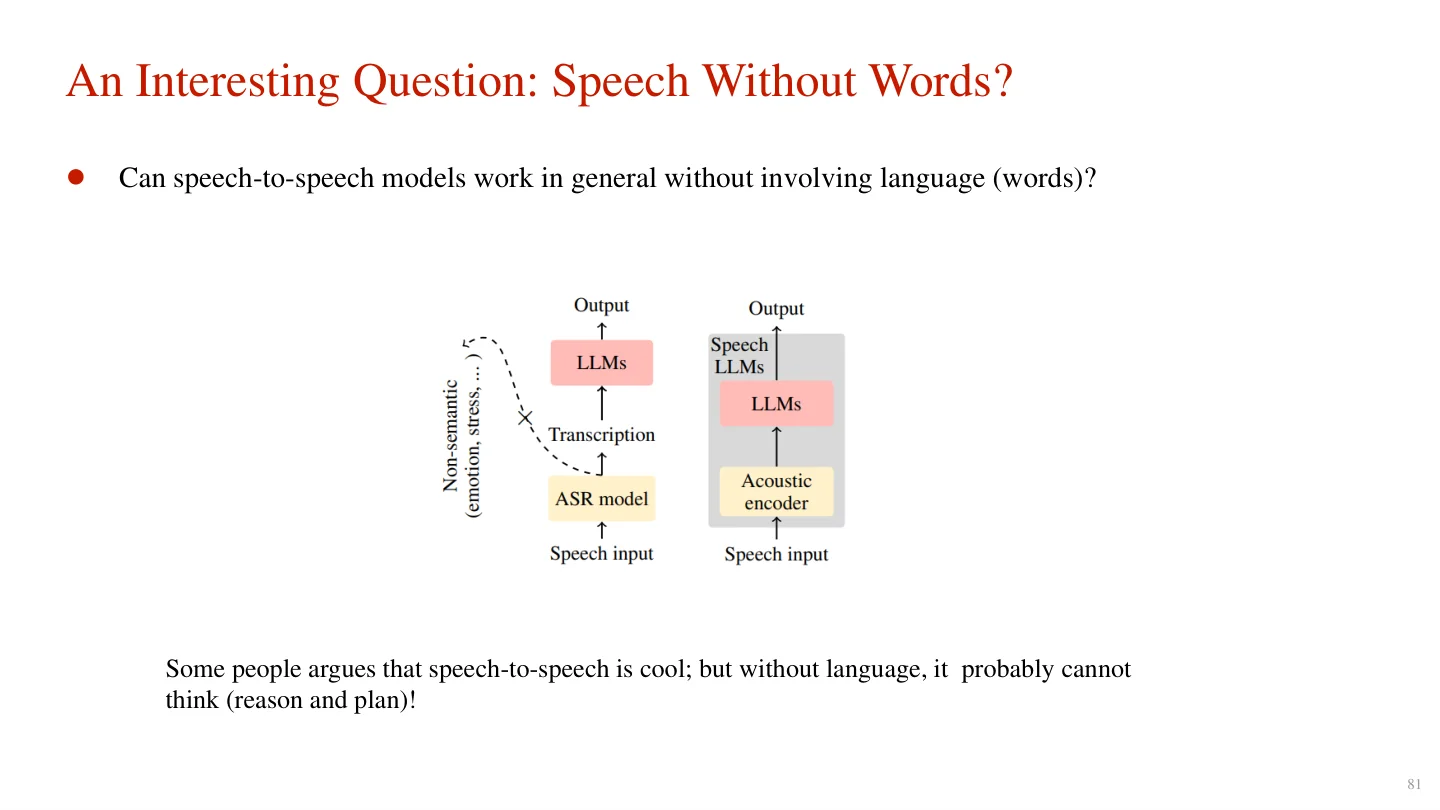 An Interesting Question: Speech Without Words?
● Can speech-to-speech models work in general without involving language (words)?
Non-semantic
(emotion, stress, ... )
Output
LLMs
Transcription
ASR model
Speech input
Output
Speech
LLMs
LLMs
Acoustic
encoder
Speech input
Some people argues that speech-to-speech is cool; but without language, it  probably cannot
think (reason and plan)!
81